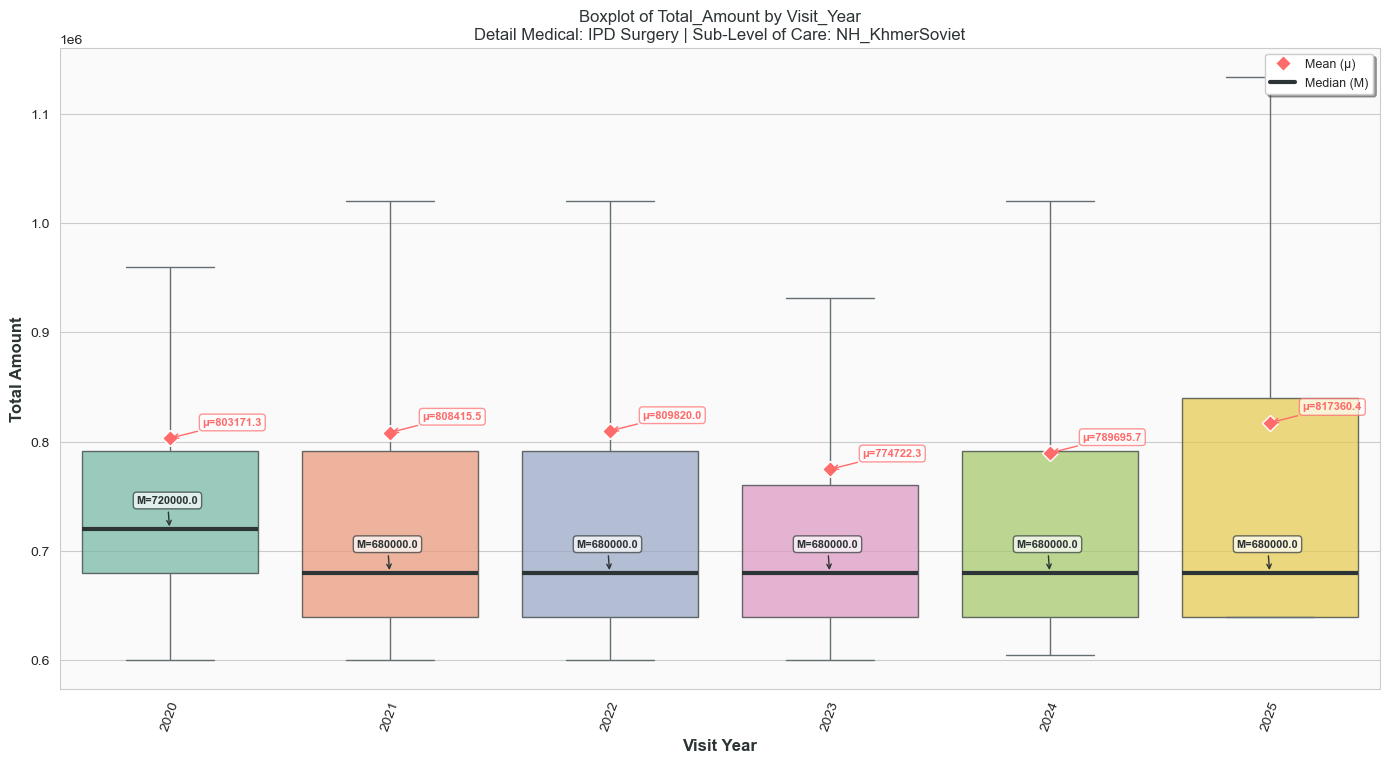 Boxplot of Total_Amount by Visit_Year
Detail Medical: IPD Surgery | Sub-Level of Care: NH_KhmerSoviet
1e6
Mean (μ)
Median (M)
1.1
1.0
0.9
0.8
0.7
0.6
Total Amount
μ=803171.3
μ=808415.5
μ=809820.0
μ=774722.3
μ=789695.7
μ=817360.4
M=720000.0
M=680000.0
M=680000.0
M=680000.0
M=680000.0
M=680000.0
2020
2021
2022
2023
2024
2025
Visit Year